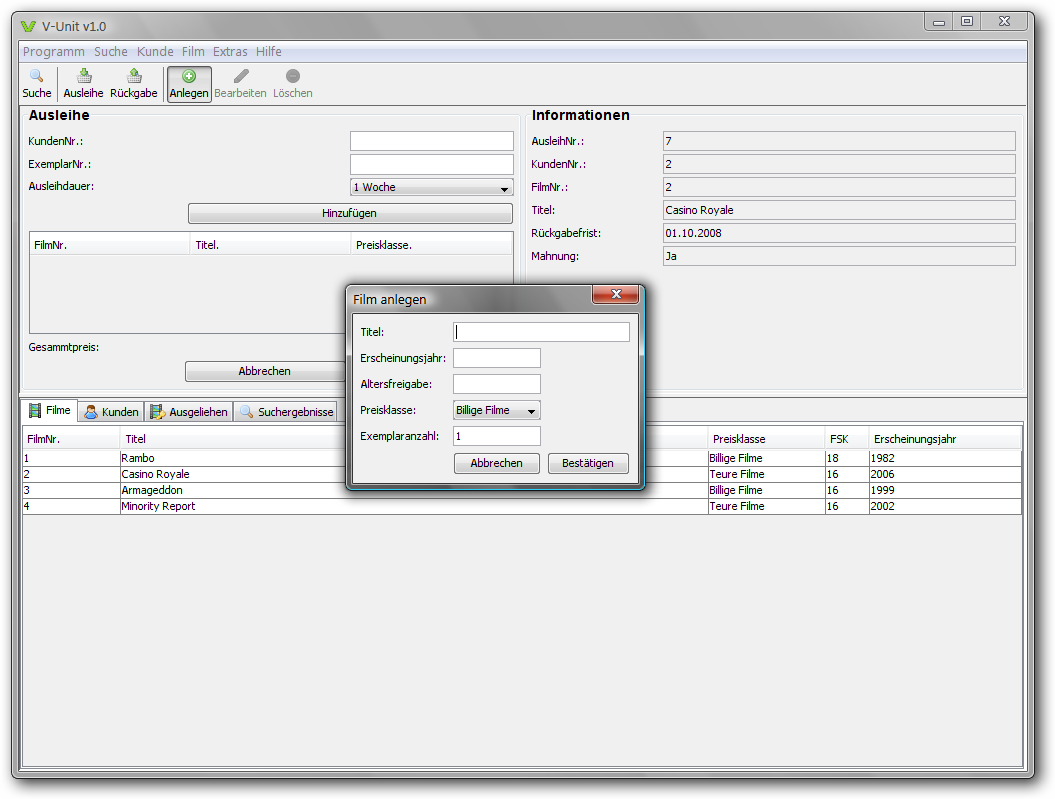 V-Unit v1.0
Programm Suche Kunde Film Extras Hilfe
Suche Ausleihe Rückgabe Anlegen Bearbeiten Löschen
Ausleihe
KundenNr.:
ExemplarNr.:
Ausleihdauer: 1 Woche
Hinzufügen
FilmNr. Titel. Preisklasse.
Gesammtpreis:
Abbrechen
Informationen
AusleihNr.: 7
KundenNr.: 2
FilmNr.: 2
Titel: Casino Royale
Rückgabefrist: 01.10.2008
Mahnung: Ja
Film anlegen
Titel:
Erscheinungsjahr:
Altersfreigabe:
Preisklasse: Billige Filme
Exemplaranzahl: 1
Abbrechen Bestätigen
Filme Kunden Ausgeliehen Suchergebnisse
FilmNr. Titel Preisklasse FSK Erscheinungsjahr
1 Rambo Billige Filme 18 1982
2 Casino Royale Teure Filme 16 2006
3 Armageddon Billige Filme 16 1999
4 Minority Report Teure Filme 16 2002